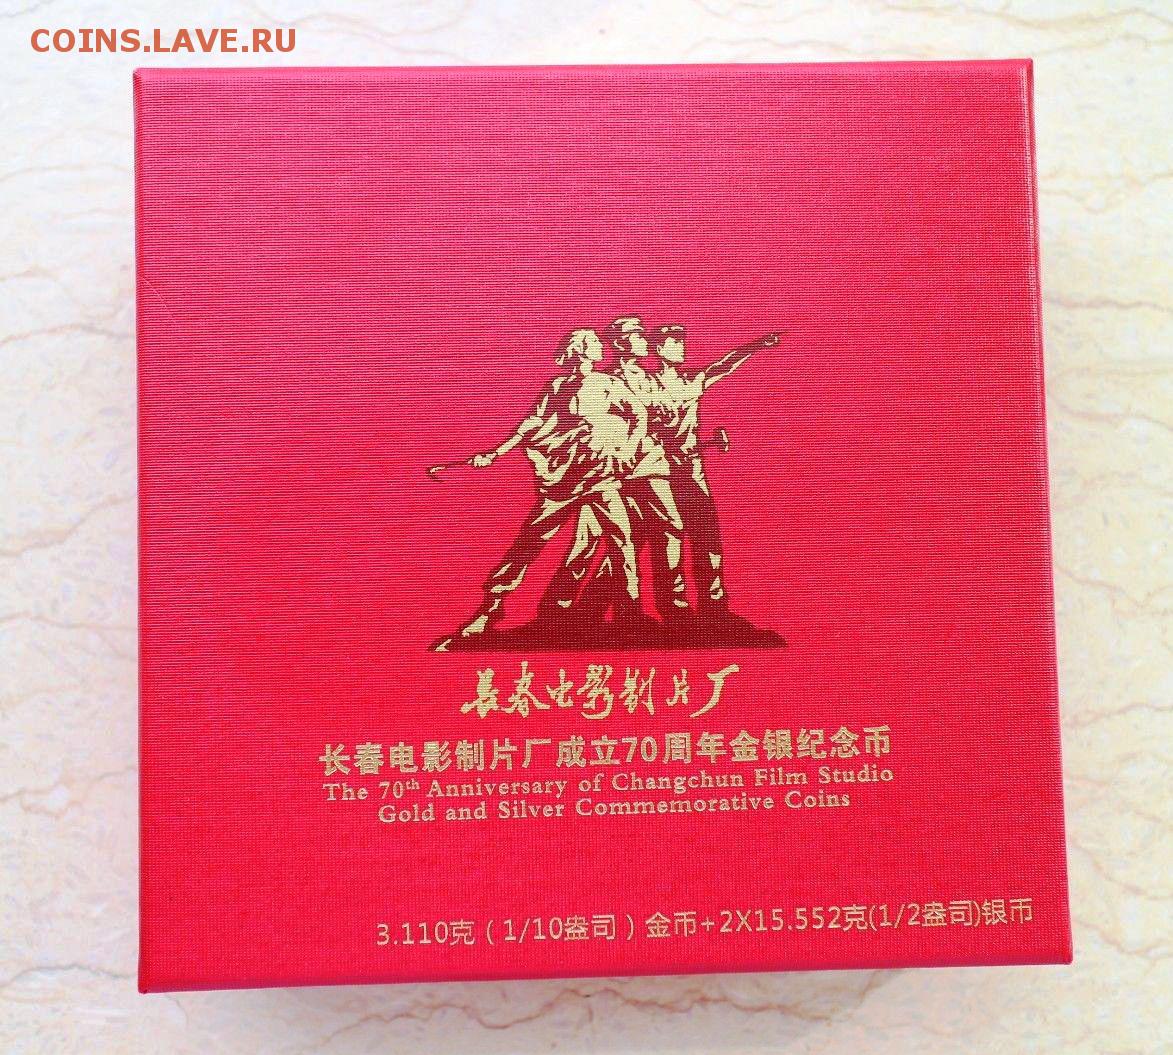 COINS.LAVE.RU
长春电影制片厂
长春电影制片厂成立70周年金银纪念币
The 70th Anniversary of Changchun Film Studio
Gold and Silver Commemorative Coins
3.110克（1/10盎司）金币+2X15.552克(1/2盎司)银币